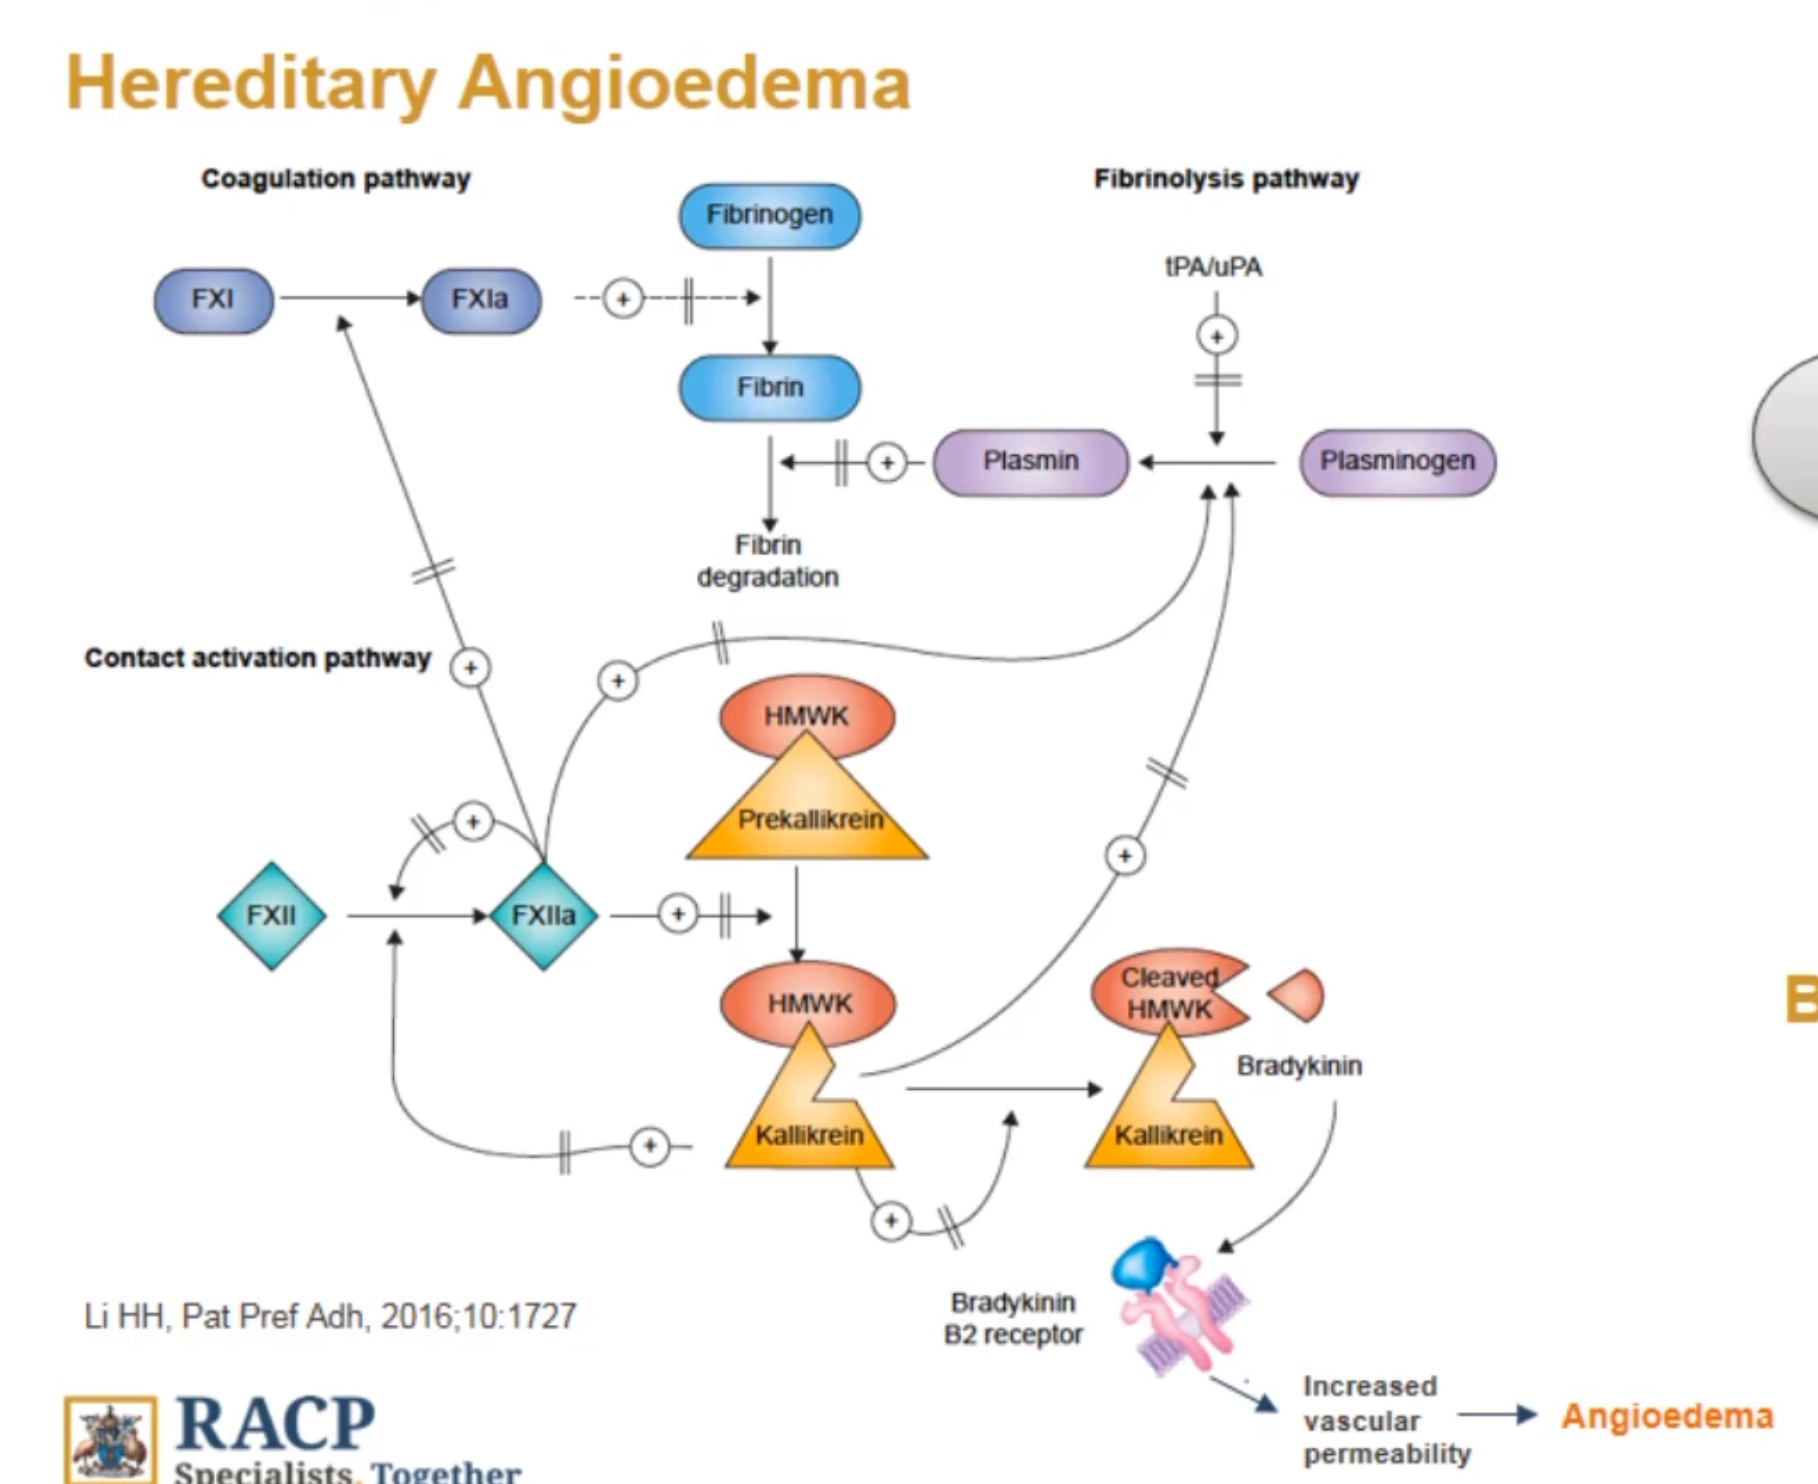 Hereditary Angioedema
Coagulation pathway
Fibrinolysis pathway
Fibrinogen
tPA/uPA
+
FXI
FXIa
+
Fibrin
+
Plasmin
Plasminogen
Fibrin
degradation
Contact activation pathway
+
+
HMWK
Prekallikrein
+
+
FXII
FXIIa
+
HMWK
Cleaved
HMWK
Bradykinin
Kallikrein
Kallikrein
+
+
Bradykinin
B2 receptor
Li HH, Pat Pref Adh, 2016;10:1727
Increased
vascular
permeability
Angioedema
RACP
Specialists. Together
B